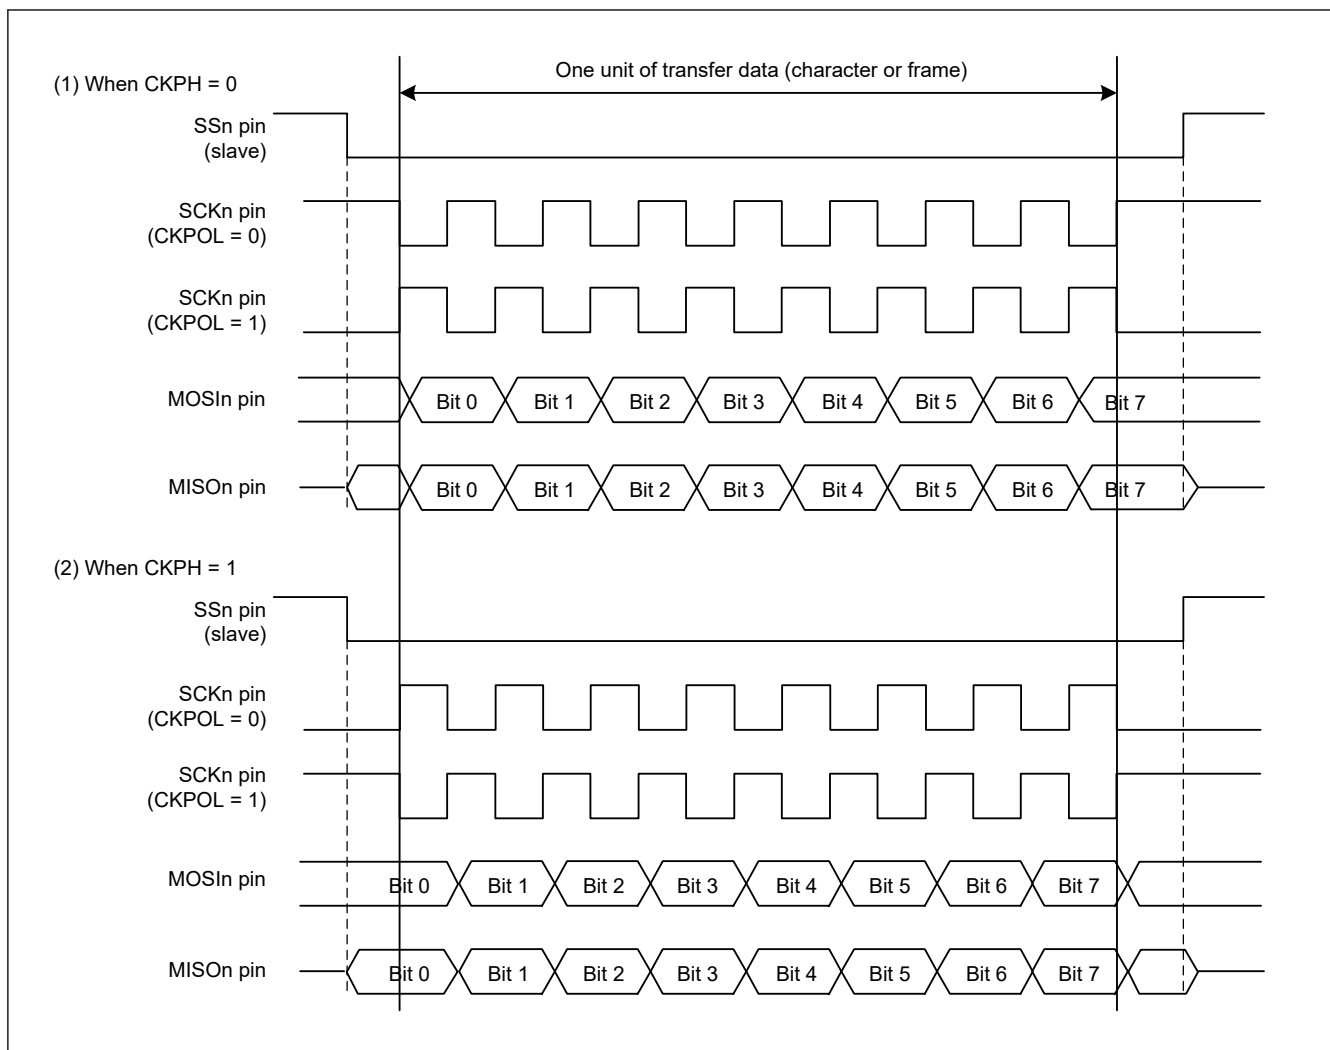 One unit of transfer data (character or frame)
(1) When CKPH = 0
SSn pin
(slave)
SCKn pin
(CKPOL = 0)
SCKn pin
(CKPOL = 1)
MOSIn pin
Bit 0 Bit 1 Bit 2 Bit 3 Bit 4 Bit 5 Bit 6 Bit 7
MISOn pin
Bit 0 Bit 1 Bit 2 Bit 3 Bit 4 Bit 5 Bit 6 Bit 7
(2) When CKPH = 1
SSn pin
(slave)
SCKn pin
(CKPOL = 0)
SCKn pin
(CKPOL = 1)
MOSIn pin
Bit 0 Bit 1 Bit 2 Bit 3 Bit 4 Bit 5 Bit 6 Bit 7
MISOn pin
Bit 0 Bit 1 Bit 2 Bit 3 Bit 4 Bit 5 Bit 6 Bit 7